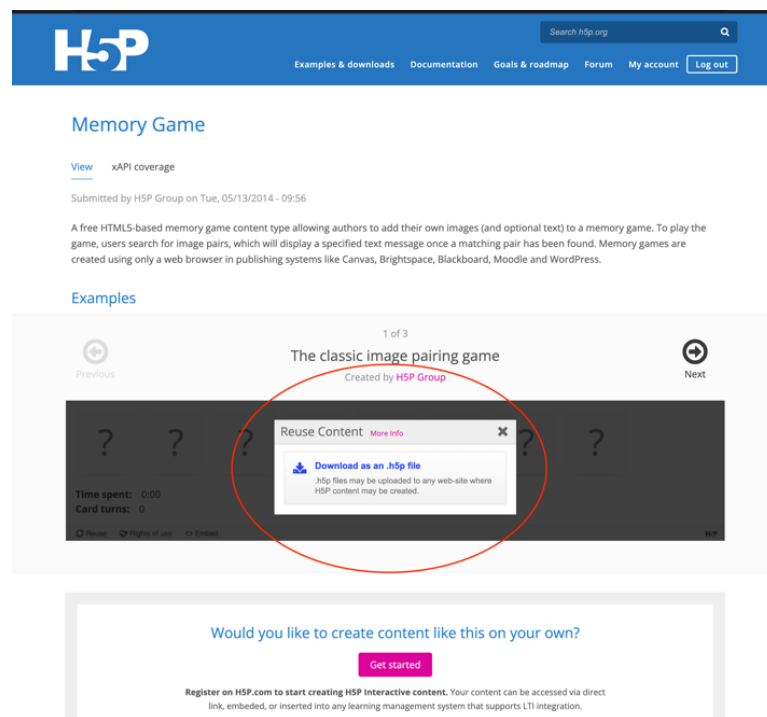 Search h5p.org
H5P
Examples & downloads Documentation Goals & roadmap Forum My account Log out
Memory Game
View xAPI coverage
Submitted by H5P Group on Tue, 05/13/2014 - 09:56
A free HTML5-based memory game content type allowing authors to add their own images (and optional text) to a memory game. To play the
game, users search for image pairs, which will display a specified text message once a matching pair has been found. Memory games are
created using only a web browser in publishing systems like Canvas, Brightspace, Blackboard, Moodle and WordPress.
Examples
1 of 3
The classic image pairing game
Created by H5P Group
Previous
Next
? ? ? ? ?
Reuse Content More Info
Download as an .h5p file
.h5p files may be uploaded to any web-site where
H5P content may be created.
Time spent: 0:00
Card turns: 0
Reuse Rights of use Embed H5P
Would you like to create content like this on your own?
Get started
Register on H5P.com to start creating H5P Interactive content. Your content can be accessed via direct
link, embeded, or inserted into any learning management system that supports LTI integration.